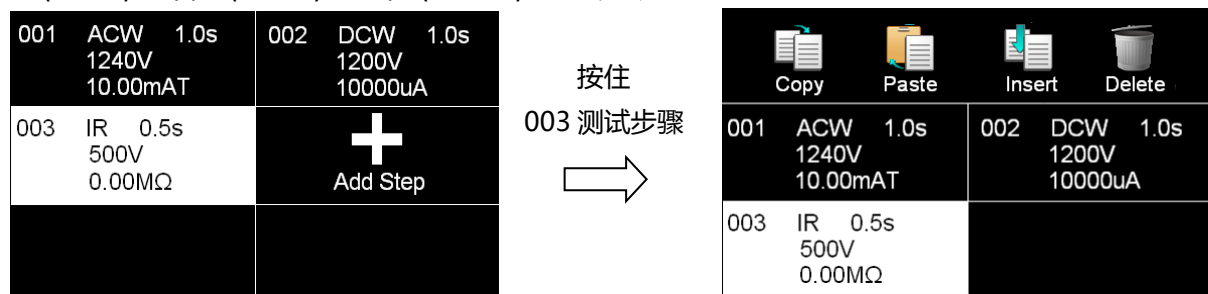 001 ACW 1.0s
1240V
10.00mAT
002 DCW 1.0s
1200V
10000uA
003 IR 0.5s
500V
0.00MΩ
Add Step
按住
003 测试步骤
Copy Paste Insert Delete
001 ACW 1.0s
1240V
10.00mAT
002 DCW 1.0s
1200V
10000uA
003 IR 0.5s
500V
0.00MΩ